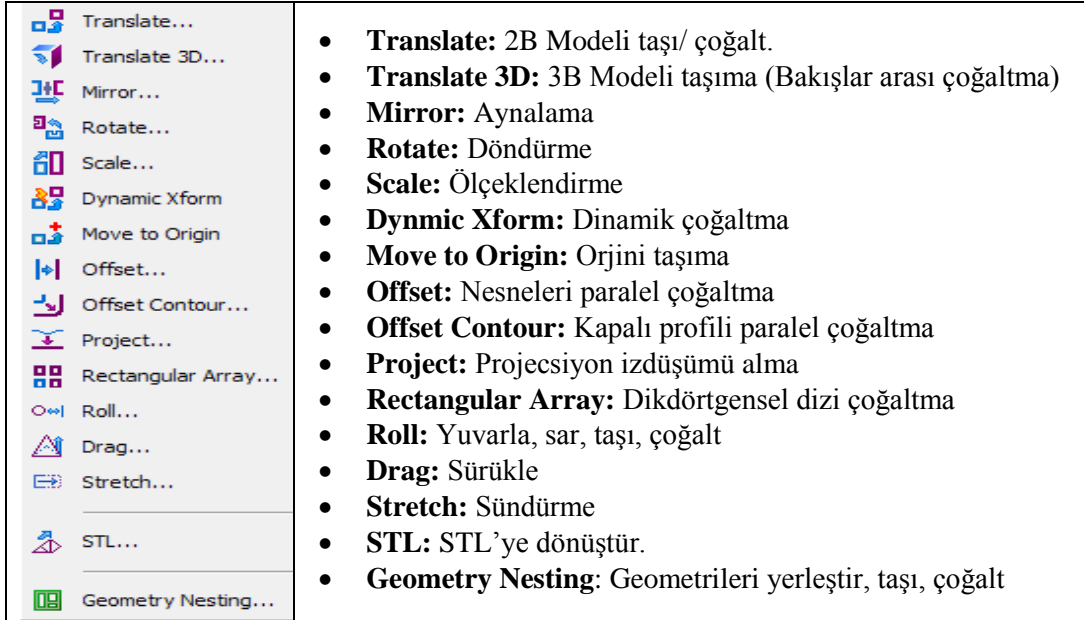 Translate...
Translate 3D...
Mirror...
Rotate...
Scale...
Dynamic Xform
Move to Origin
Offset...
Offset Contour...
Project...
Rectangular Array...
Roll...
Drag...
Stretch...
STL...
Geometry Nesting...
• Translate: 2B Modeli taşı/ çoğalt.
• Translate 3D: 3B Modeli taşıma (Bakışlar arası çoğaltma)
• Mirror: Aynalama
• Rotate: Döndürme
• Scale: Ölçeklendirme
• Dynmic Xform: Dinamik çoğaltma
• Move to Origin: Orjini taşıma
• Offset: Nesneleri paralel çoğaltma
• Offset Contour: Kapalı profili paralel çoğaltma
• Project: Projecsiyon izdüşümü alma
• Rectangular Array: Dikdörtgensel dizi çoğaltma
• Roll: Yuvarla, sar, taşı, çoğalt
• Drag: Sürükle
• Stretch: Sündürme
• STL: STL’ye dönüştür.
• Geometry Nesting: Geometrileri yerleştir, taşı, çoğalt